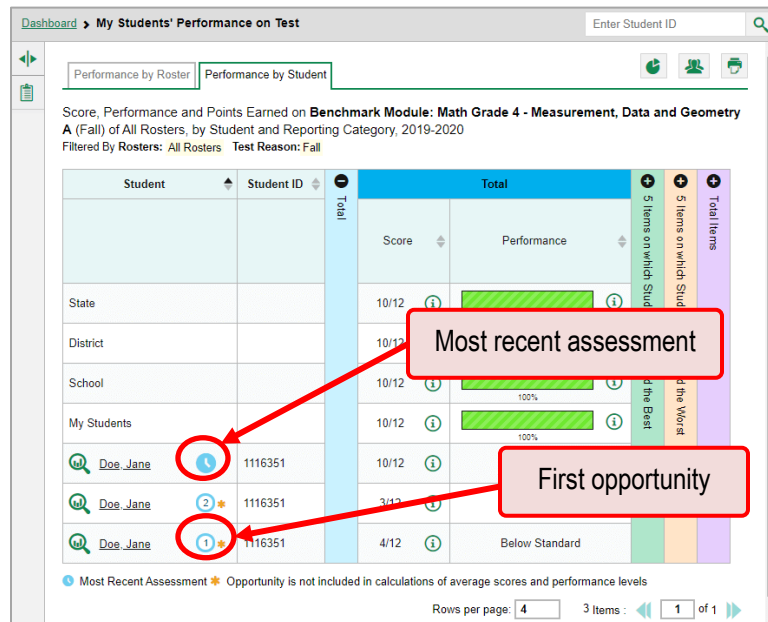 Dashboard > My Students' Performance on Test
Enter Student ID
Performance by Roster
Performance by Student
Score, Performance and Points Earned on Benchmark Module: Math Grade 4 - Measurement, Data and Geometry
A (Fall) of All Rosters, by Student and Reporting Category, 2019-2020
Filtered By Rosters: All Rosters Test Reason: Fall
Student
Student ID
Total
Total
Score
Performance
5 Items on which Stud
d the Best
5 Items on which Stud
d the Worst
Total Items
State
10/12
District
10/12
Most recent assessment
School
10/12
100%
My Students
10/12
100%
Doe, Jane
1116351
10/12
First opportunity
Doe, Jane
2 *
1116351
3/12
Doe, Jane
1 *
1116351
4/12
Below Standard
Most Recent Assessment * Opportunity is not included in calculations of average scores and performance levels
Rows per page: 4
3 Items :
1 of 1